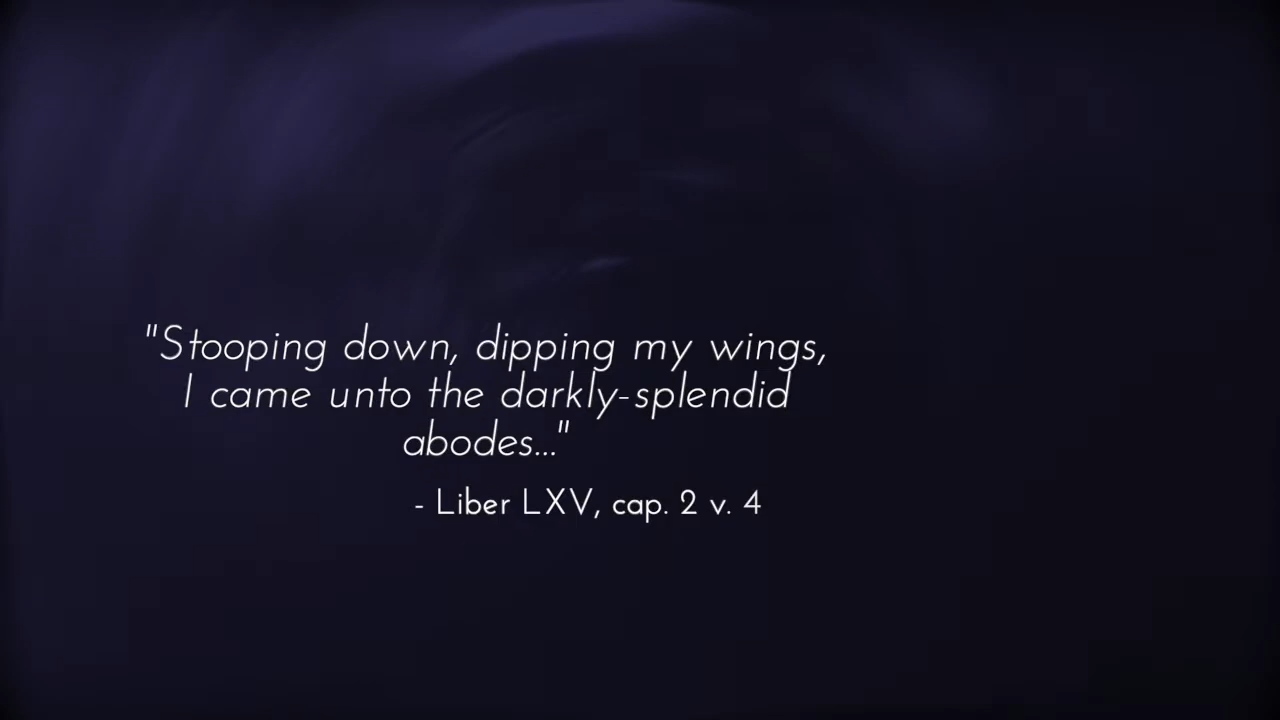 "Stooping down, dipping my wings,
I came unto the darkly-splendid
abodes..."
- Liber LXV, cap. 2 v. 4